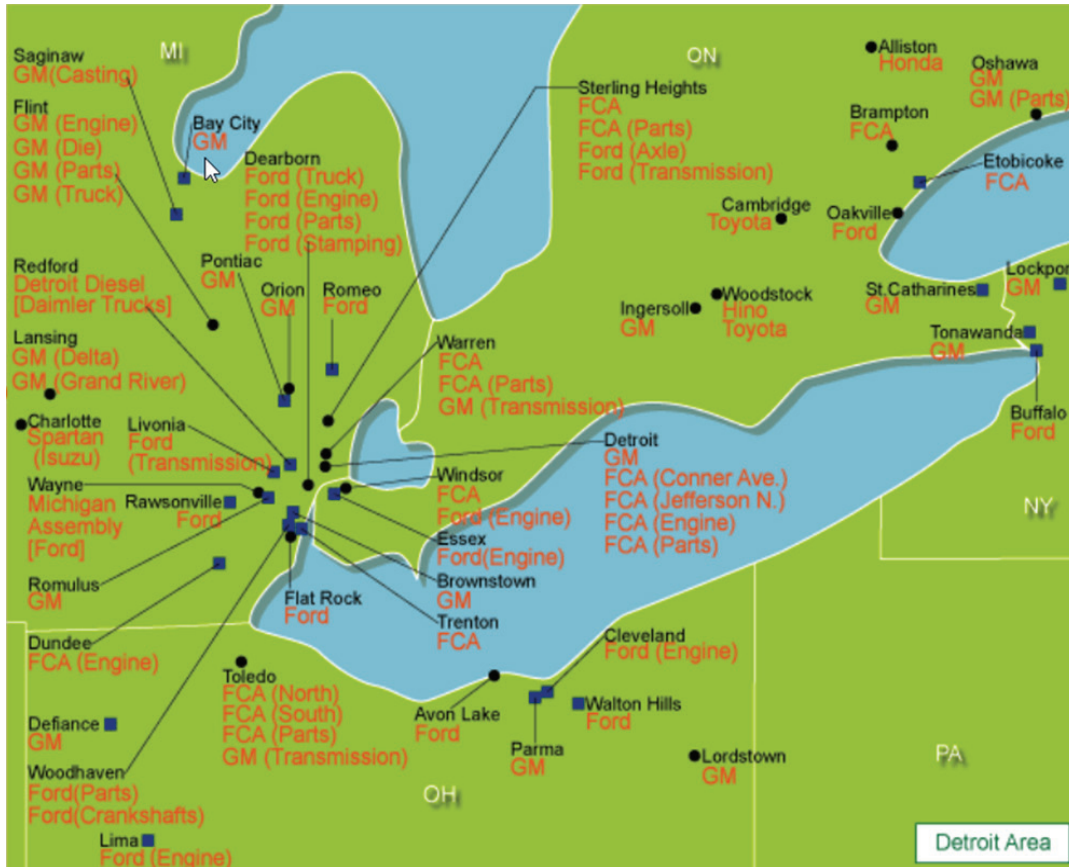 MI
ON
Saginaw
GM(Casting)
Flint
GM (Engine)
GM (Die)
GM (Parts)
GM (Truck)
Bay City
GM
Dearborn
Ford (Truck)
Ford (Engine)
Ford (Parts)
Ford (Stamping)
Sterling Heights
FCA
FCA (Parts)
Ford (Axle)
Ford (Transmission)
Alliston
Honda
Oshawa
GM
GM (Parts)
Brampton
FCA
Etobicoke
FCA
Cambridge
Toyota
Oakville
Ford
Redford
Detroit Diesel
[Daimler Trucks]
Pontiac
GM
Orion
GM
Romeo
Ford
Ingersoll
GM
Woodstock
Hino
Toyota
St.Catharines
GM
Lockpor
GM
Tonawanda
GM
Lansing
GM (Delta)
GM (Grand River)
Warren
FCA
FCA (Parts)
GM (Transmission)
Charlotte
Spartan
(Isuzu)
Livonia
Ford
(Transmission)
Buffalo
Ford
Detroit
GM
FCA (Conner Ave.)
FCA (Jefferson N.)
FCA (Engine)
FCA (Parts)
Wayne
Michigan
Assembly
[Ford]
Rawsonville
Ford
Windsor
FCA
Ford (Engine)
Essex
Ford(Engine)
NY
Romulus
GM
Flat Rock
Ford
Brownstown
GM
Trenton
FCA
Dundee
FCA (Engine)
Toledo
FCA (North)
FCA (South)
FCA (Parts)
GM (Transmission)
Cleveland
Ford (Engine)
Defiance
GM
Avon Lake
Ford
Walton Hills
Ford
Parma
GM
Lordstown
GM
PA
Woodhaven
Ford(Parts)
Ford(Crankshafts)
OH
Lima
Ford (Engine)
Detroit Area